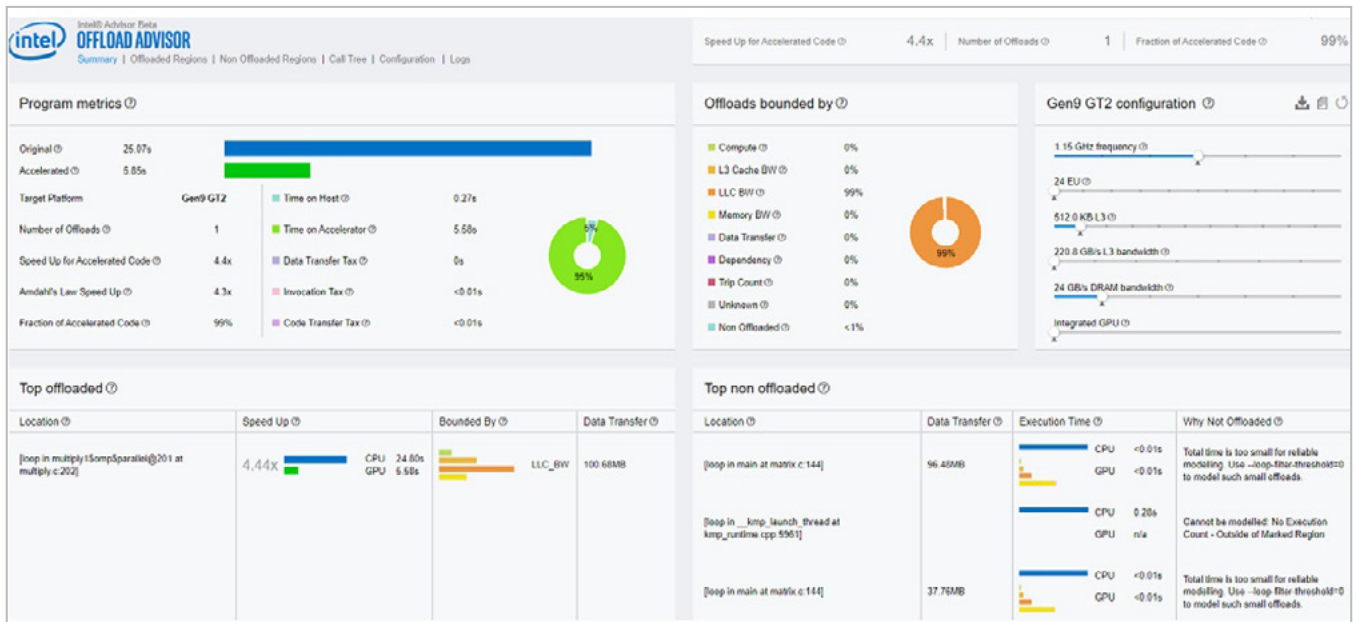 Intel® Advisor Beta
intel OFFLOAD ADVISOR
Summary | Offloaded Regions | Non Offloaded Regions | Call Tree | Configuration | Logs
Speed Up for Accelerated Code 4.4x | Number of Offloads 1 | Fraction of Accelerated Code 99%
Program metrics
Original 25.07s
Accelerated 5.85s
Target Platform Gen9 GT2
Number of Offloads 1
Speed Up for Accelerated Code 4.4x
Amdahl's Law Speed Up 4.3x
Fraction of Accelerated Code 99%
Time on Host 0.27s
Time on Accelerator 5.58s
Data Transfer Tax 0s
Invocation Tax <0.01s
Code Transfer Tax <0.01s
5%
95%
Offloads bounded by
Compute 0%
L3 Cache BW 0%
LLC BW 99%
Memory BW 0%
Data Transfer 0%
Dependency 0%
Trip Count 0%
Unknown 0%
Non Offloaded <1%
99%
Gen9 GT2 configuration
1.15 GHz frequency
24 EU
512.0 KB L3
220.8 GB/s L3 bandwidth
24 GB/s DRAM bandwidth
Integrated GPU
Top offloaded
Location Speed Up Bounded By Data Transfer
[loop in multiply1$omp$parallel@201 at
multiply.c:202]
4.44x
CPU 24.80s
GPU 5.58s
LLC_BW
100.68MB
Top non offloaded
Location Data Transfer Execution Time Why Not Offloaded
[loop in main at matrix.c:144]
96.48MB
CPU <0.01s
GPU <0.01s
Total time is too small for reliable
modelling. Use --loop-filter-threshold=0
to model such small offloads.
[loop in __kmp_launch_thread at
kmp_runtime.cpp:5961]
CPU 0.20s
GPU n/a
Cannot be modelled: No Execution
Count - Outside of Marked Region
[loop in main at matrix.c:144]
37.76MB
CPU <0.01s
GPU <0.01s
Total time is too small for reliable
modelling. Use --loop-filter-threshold=0
to model such small offloads.